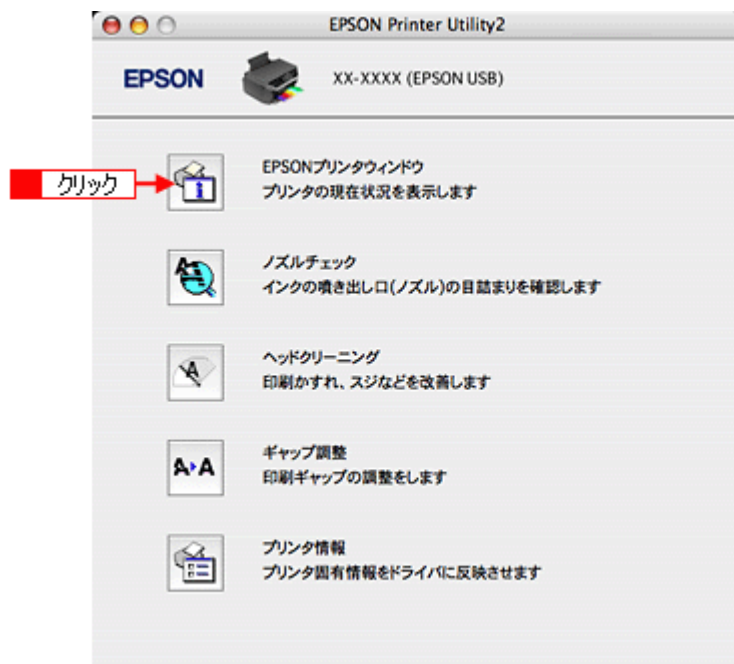 EPSON Printer Utility2
EPSON
XX-XXXX (EPSON USB)
クリック
EPSONプリンタウィンドウ
プリンタの現在状況を表示します
ノズルチェック
インクの噴き出し口(ノズル)の目詰まりを確認します
ヘッドクリーニング
印刷かすれ、スジなどを改善します
A▸A
ギャップ調整
印刷ギャップの調整をします
プリンタ情報
プリンタ固有情報をドライバに反映させます